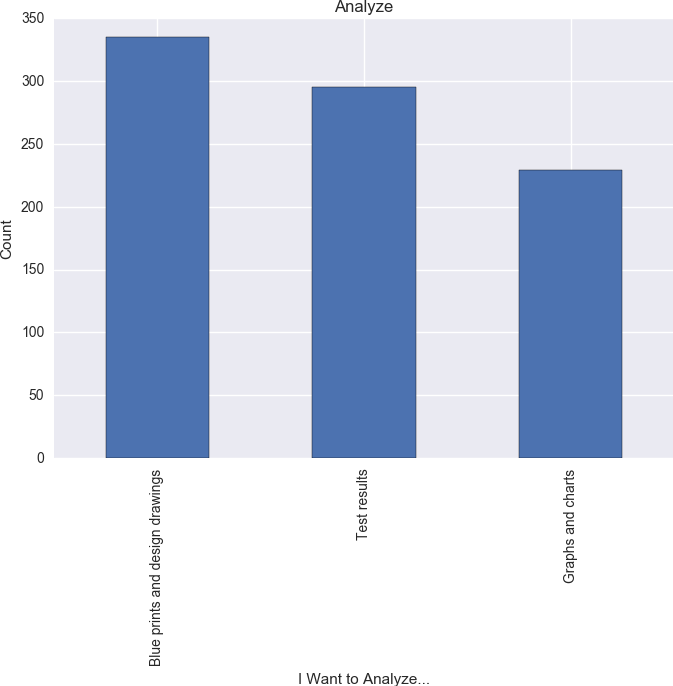 Analyze
350
300
250
200
150
100
50
0
Count
Blue prints and design drawings
Test results
Graphs and charts
I Want to Analyze...